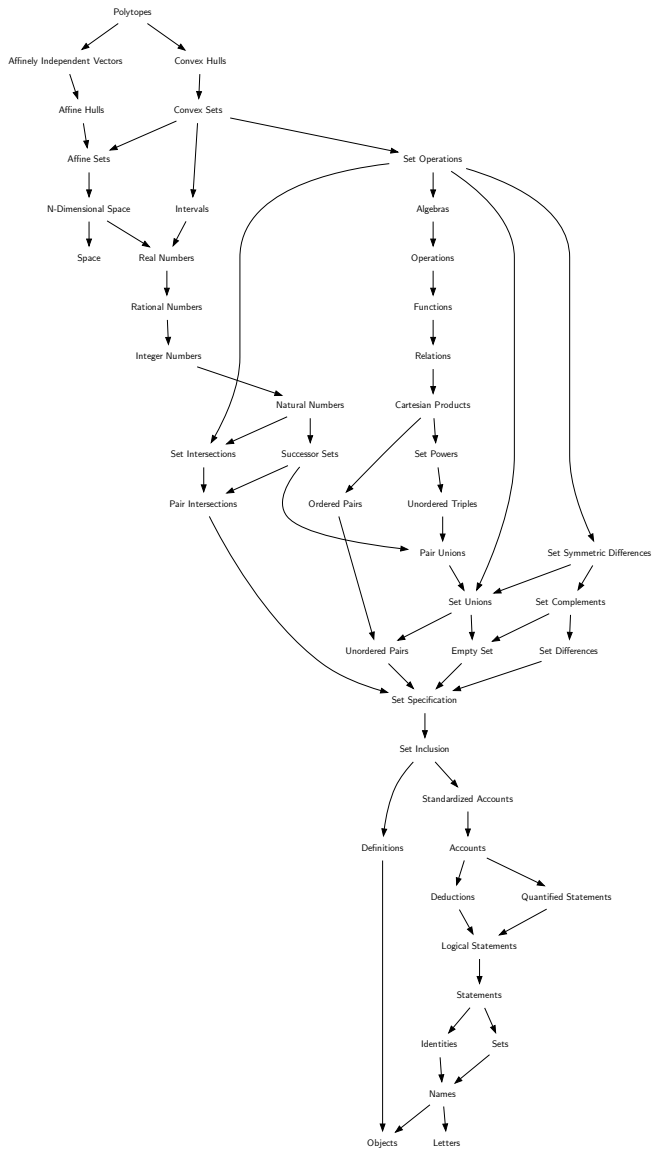 Polytopes
Affinely Independent Vectors
Convex Hulls
Affine Hulls
Convex Sets
Affine Sets
Set Operations
N-Dimensional Space
Intervals
Algebras
Space
Real Numbers
Operations
Rational Numbers
Functions
Integer Numbers
Relations
Natural Numbers
Cartesian Products
Set Intersections
Successor Sets
Set Powers
Pair Intersections
Ordered Pairs
Unordered Triples
Pair Unions
Set Symmetric Differences
Set Unions
Set Complements
Unordered Pairs
Empty Set
Set Differences
Set Specification
Set Inclusion
Standardized Accounts
Definitions
Accounts
Deductions
Quantified Statements
Logical Statements
Statements
Identities
Sets
Names
Objects
Letters